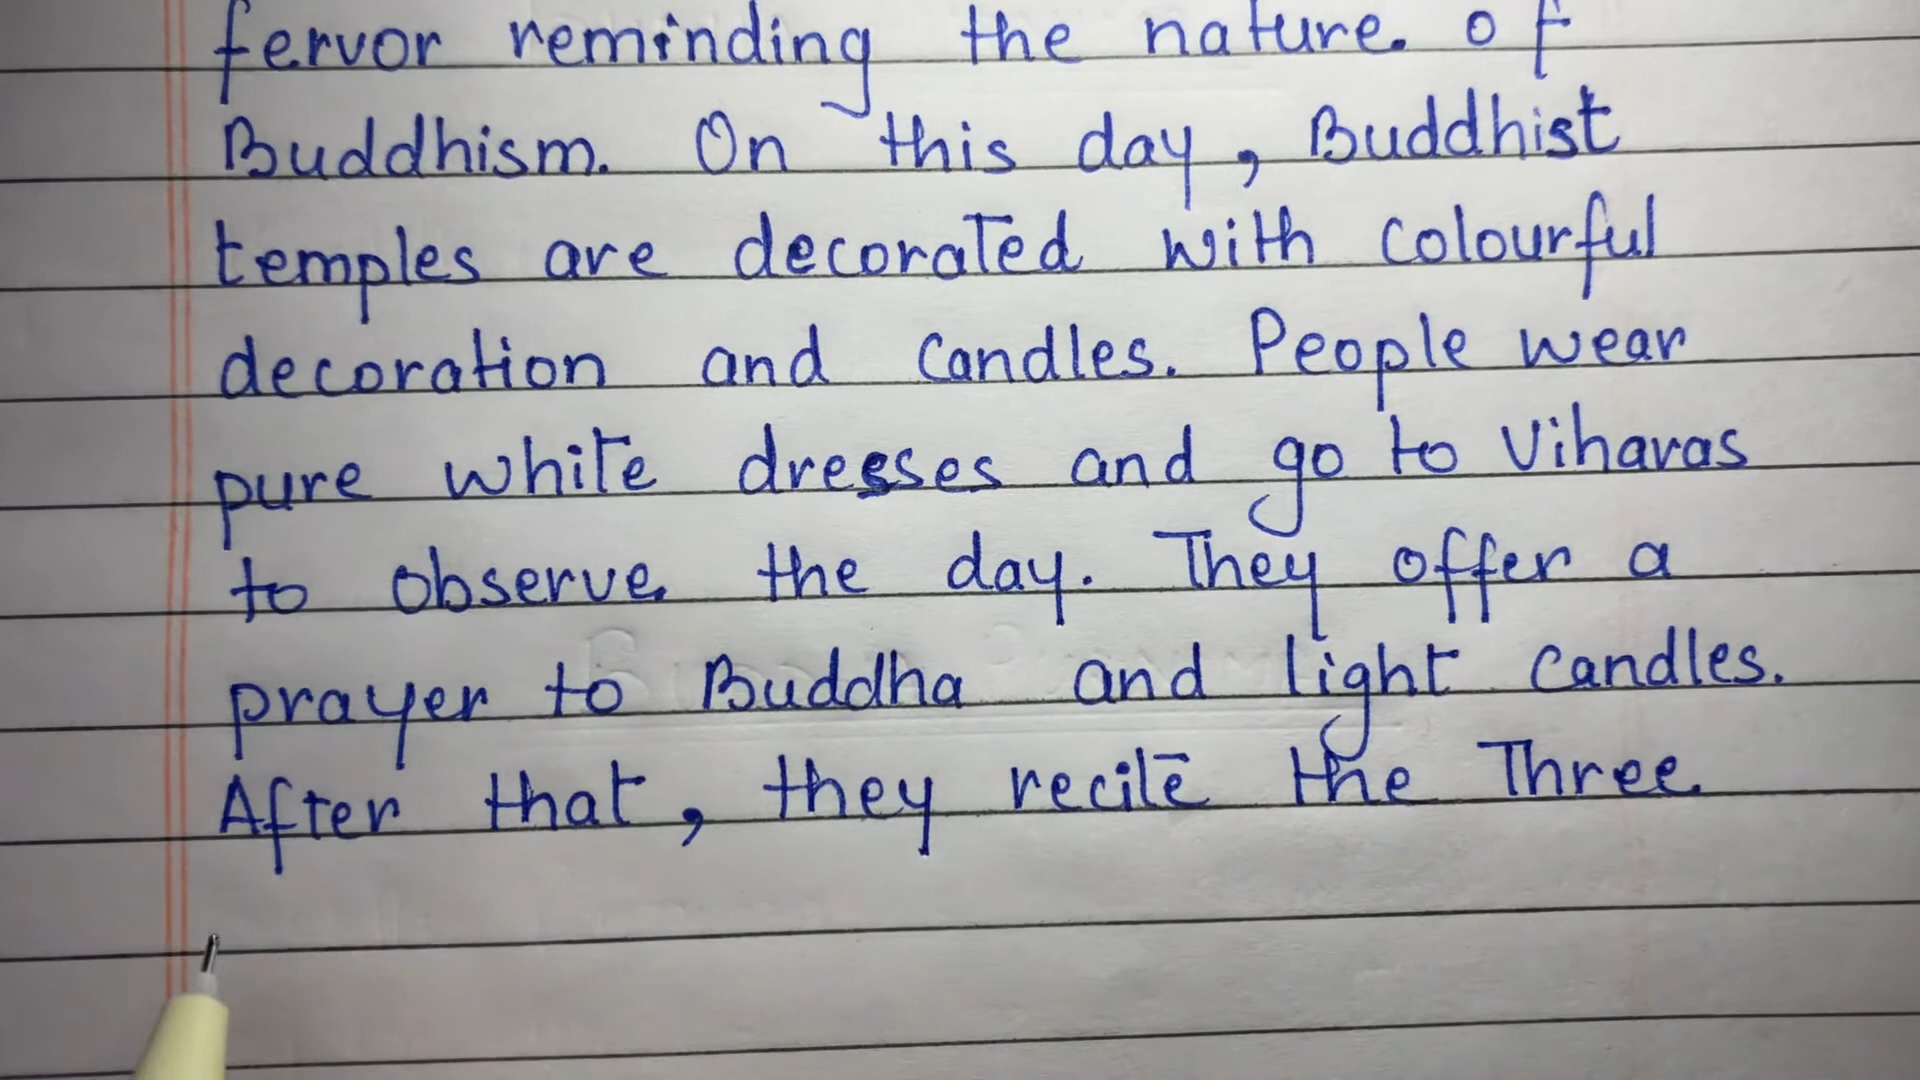 fervor reminding the nature of
Buddhism. On this day, Buddhist
temples are decorated with colourful
decoration and candles. People wear
pure white dresses and go to Viharas
to observe the day. They offer a
prayer to Buddha and light candles.
After that, they recite the Three